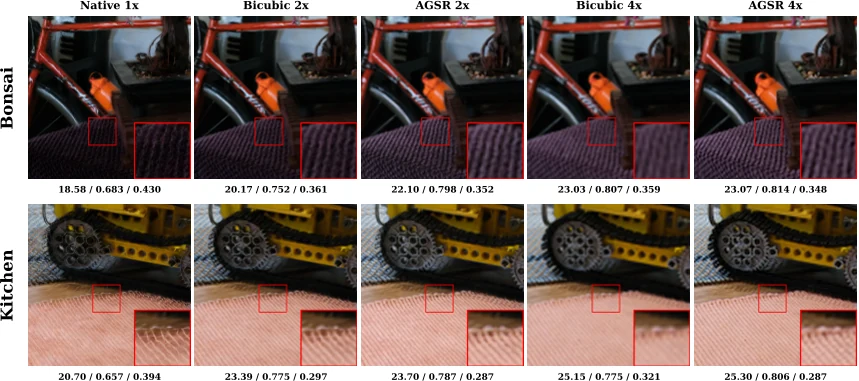 Native 1x Bicubic 2x AGSR 2x Bicubic 4x AGSR 4x
Bonsai
18.58 / 0.683 / 0.430 20.17 / 0.752 / 0.361 22.10 / 0.798 / 0.352 23.03 / 0.807 / 0.359 23.07 / 0.814 / 0.348
Kitchen
20.70 / 0.657 / 0.394 23.39 / 0.775 / 0.297 23.70 / 0.787 / 0.287 25.15 / 0.775 / 0.321 25.30 / 0.806 / 0.287